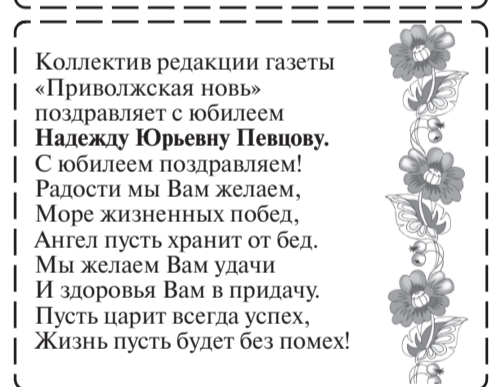 Коллектив редакции газеты
«Приволжская новь»
поздравляет с юбилеем
Надежду Юрьевну Певцову.
С юбилеем поздравляем!
Радости мы Вам желаем,
Море жизненных побед,
Ангел пусть хранит от бед.
Мы желаем Вам удачи
И здоровья Вам в придачу.
Пусть царит всегда успех,
Жизнь пусть будет без помех!